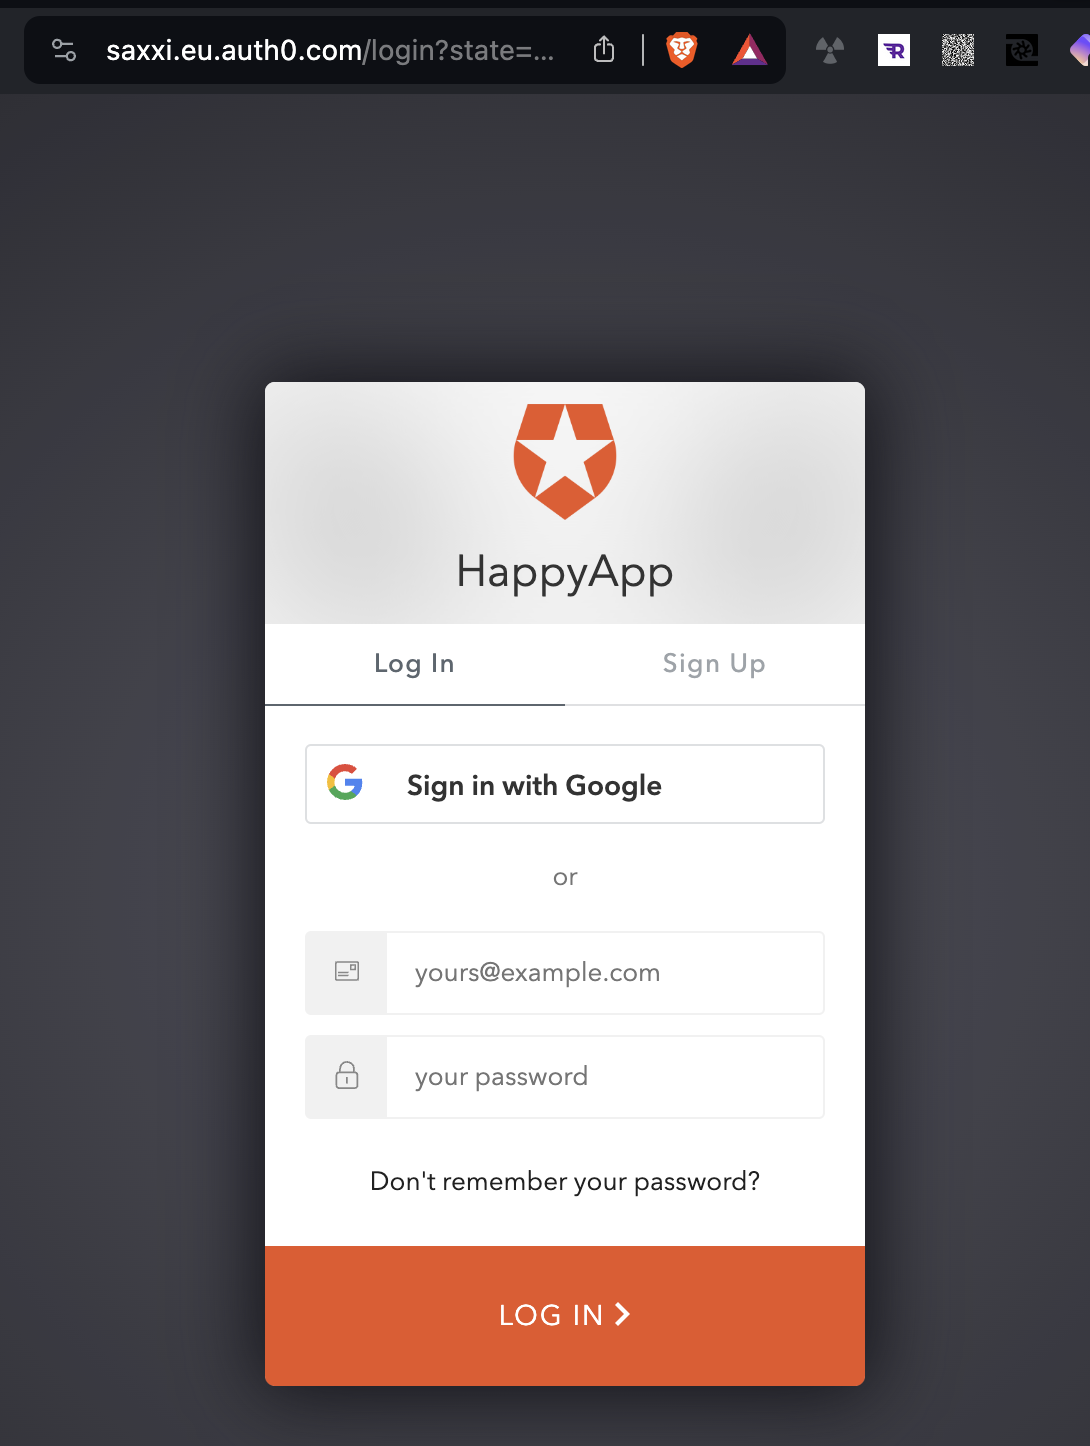 saxxi.eu.auth0.com/login?state=...
HappyApp
Log In
Sign Up
Sign in with Google
or
yours@example.com
your password
Don't remember your password?
LOG IN